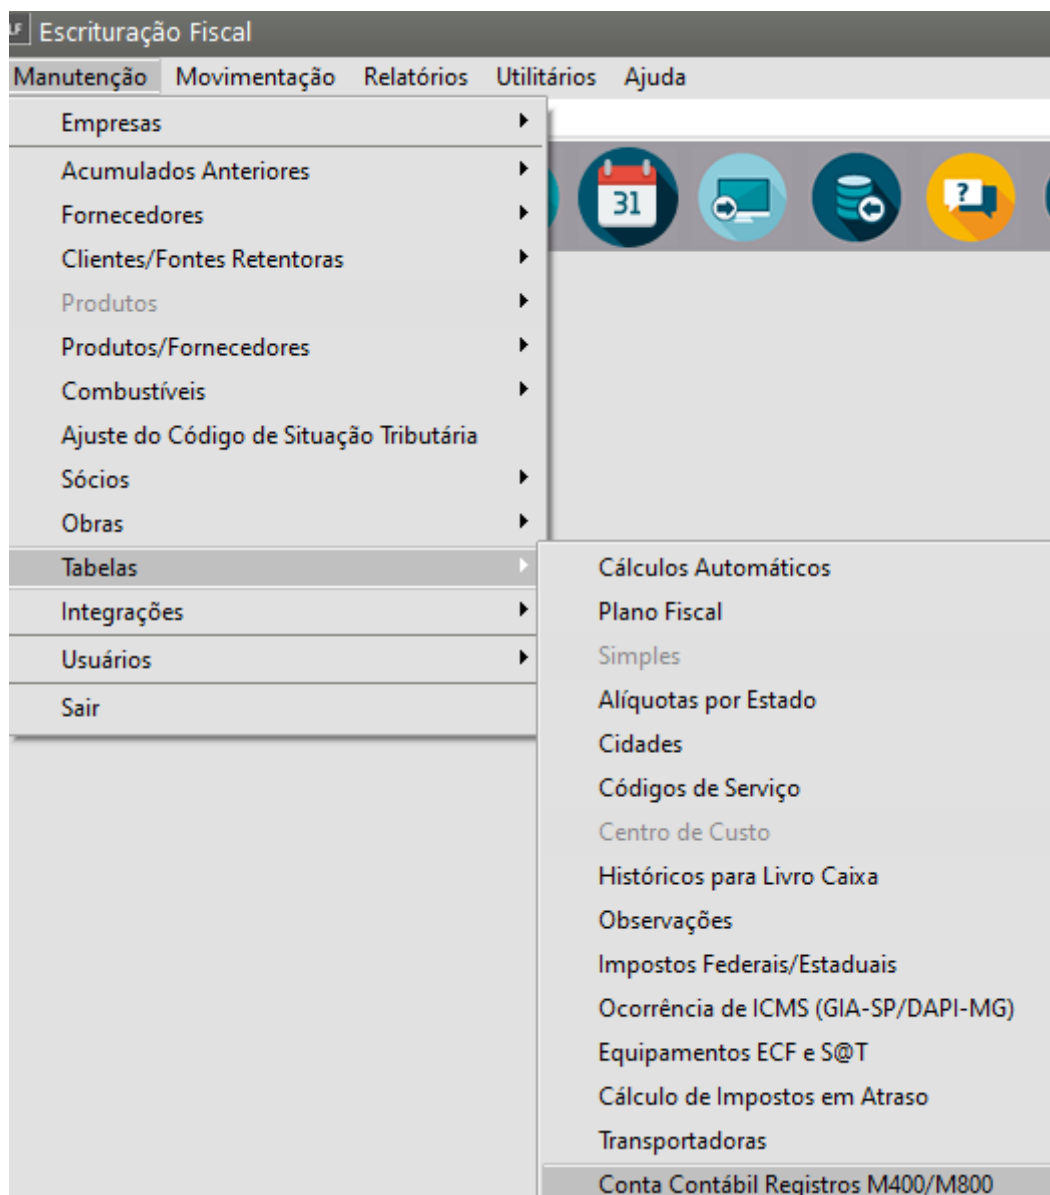 LF Escrituração Fiscal
Manutenção Movimentação Relatórios Utilitários Ajuda
Empresas
Acumulados Anteriores
Fornecedores
Clientes/Fontes Retentoras
Produtos
Produtos/Fornecedores
Combustíveis
Ajuste do Código de Situação Tributária
Sócios
Obras
Tabelas
Integrações
Usuários
Sair
31
?
Cálculos Automáticos
Plano Fiscal
Simples
Alíquotas por Estado
Cidades
Códigos de Serviço
Centro de Custo
Históricos para Livro Caixa
Observações
Impostos Federais/Estaduais
Ocorrência de ICMS (GIA-SP/DAPI-MG)
Equipamentos ECF e S@T
Cálculo de Impostos em Atraso
Transportadoras
Conta Contábil Registros M400/M800